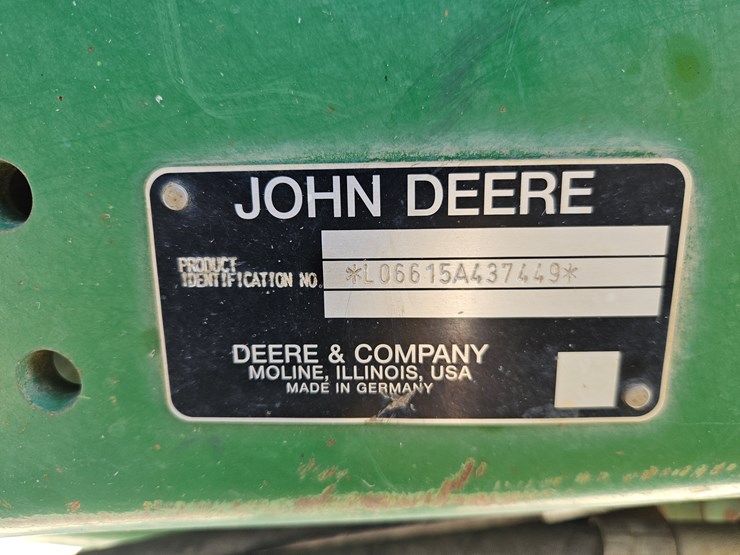 JOHN DEERE
PRODUCT
IDENTIFICATION NO.
*L06615A437449*
DEERE & COMPANY
MOLINE, ILLINOIS, USA
MADE IN GERMANY